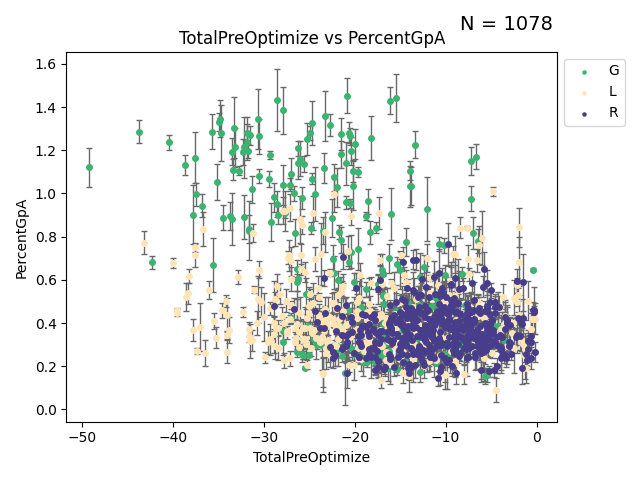 N = 1078
TotalPreOptimize vs PercentGpA
G
L
R
PercentGpA
1.6
1.4
1.2
1.0
0.8
0.6
0.4
0.2
0.0
−50 −40 −30 −20 −10 0
TotalPreOptimize